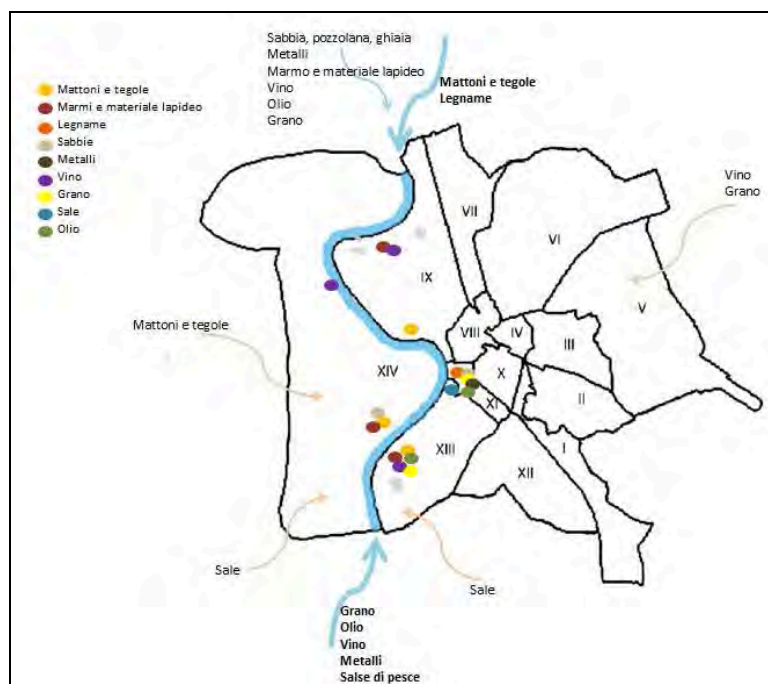 Sabbia, pozzolana, ghiaia
Metalli
Marmo e materiale lapideo
Vino
Olio
Grano
Mattoni e tegole
Legname
Mattoni e tegole
Marmi e materiale lapideo
Legname
Sabbie
Metalli
Vino
Grano
Sale
Olio
Vino
Grano
VII
VI
IX
V
VIII
IV
III
Mattoni e tegole
XIV
X
II
XI
XIII
I
XII
Sale
Sale
Grano
Olio
Vino
Metalli
Salse di pesce